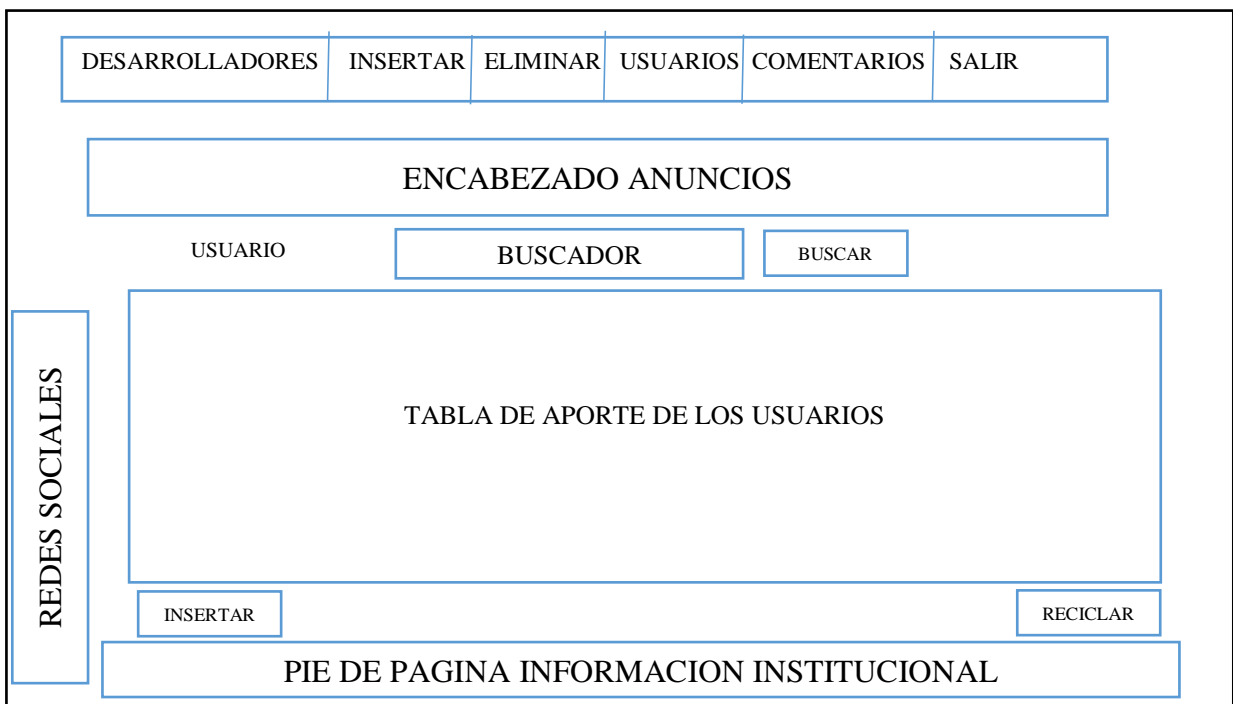 DESARROLLADORES INSERTAR ELIMINAR USUARIOS COMENTARIOS SALIR
ENCABEZADO ANUNCIOS
USUARIO BUSCADOR BUSCAR
REDES SOCIALES
TABLA DE APORTE DE LOS USUARIOS
INSERTAR RECICLAR
PIE DE PAGINA INFORMACION INSTITUCIONAL